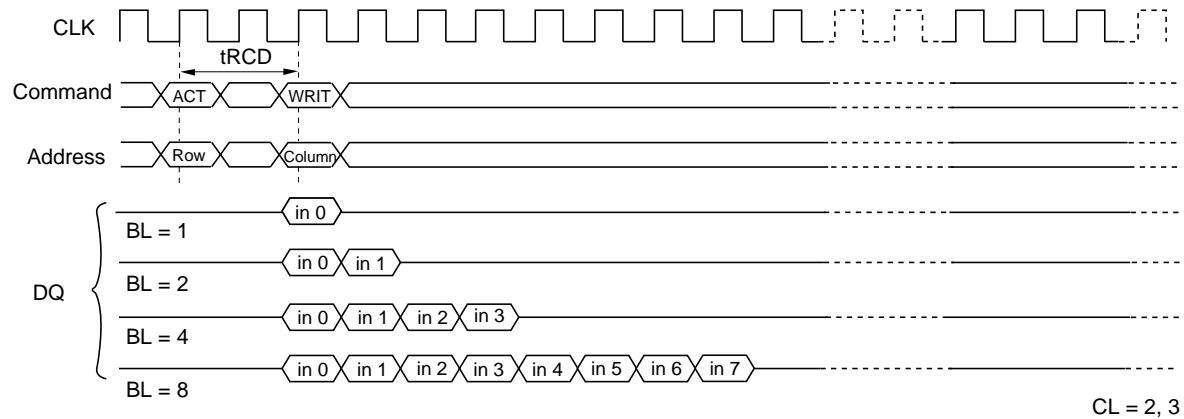 CLK
tRCD
Command ACT WRIT
Address Row Column
in 0
BL = 1
in 0 in 1
BL = 2
DQ
in 0 in 1 in 2 in 3
BL = 4
in 0 in 1 in 2 in 3 in 4 in 5 in 6 in 7
BL = 8
CL = 2, 3